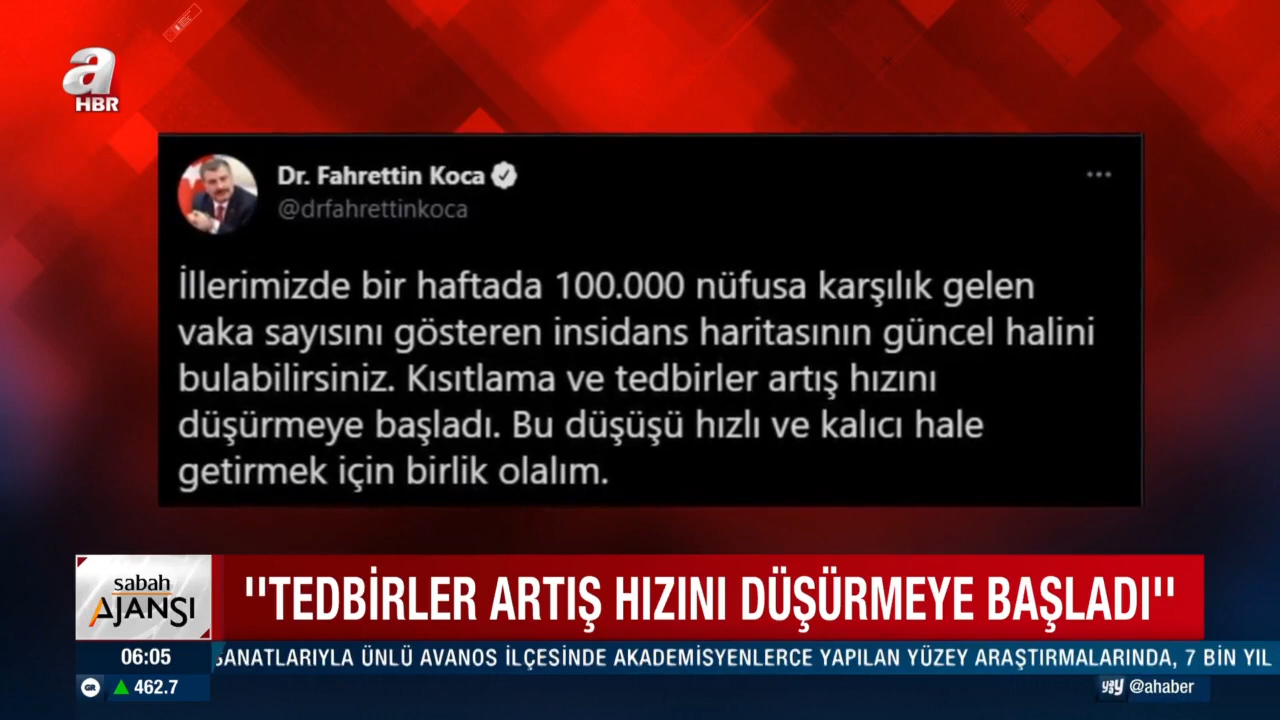 a
HBR
Dr. Fahrettin Koca
@drfahrettinkoca
İllerimizde bir haftada 100.000 nüfusa karşılık gelen
vaka sayısını gösteren insidans haritasının güncel halini
bulabilirsiniz. Kısıtlama ve tedbirler artış hızını
düşürmeye başladı. Bu düşüşü hızlı ve kalıcı hale
getirmek için birlik olalım.
sabah
AJANSI
"TEDBİRLER ARTIŞ HIZINI DÜŞÜRMEYE BAŞLADI"
06:05
SANATLARIYLA ÜNLÜ AVANOS İLÇESİNDE AKADEMİSYENLERCE YAPILAN YÜZEY ARAŞTIRMALARINDA, 7 BİN YIL
GR 462.7
@ahaber